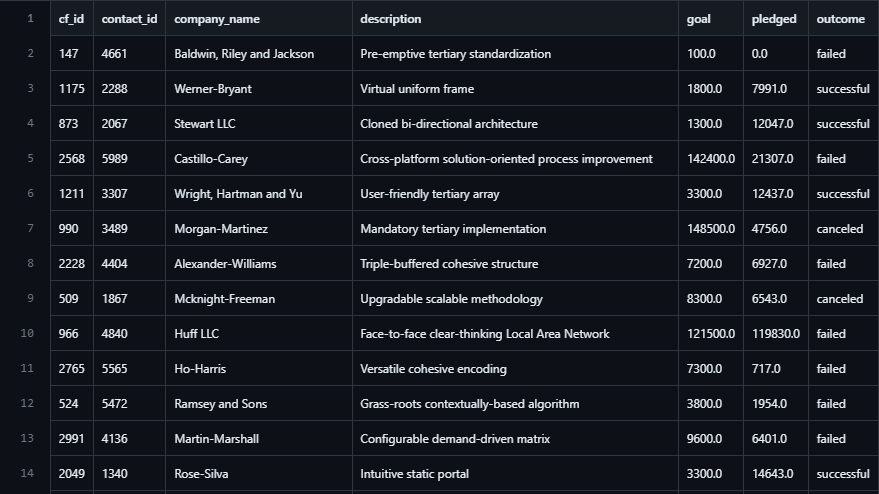 1 cf_id contact_id company_name description goal pledged outcome
2 147 4661 Baldwin, Riley and Jackson Pre-emptive tertiary standardization 100.0 0.0 failed
3 1175 2288 Werner-Bryant Virtual uniform frame 1800.0 7991.0 successful
4 873 2067 Stewart LLC Cloned bi-directional architecture 1300.0 12047.0 successful
5 2568 5989 Castillo-Carey Cross-platform solution-oriented process improvement 142400.0 21307.0 failed
6 1211 3307 Wright, Hartman and Yu User-friendly tertiary array 3300.0 12437.0 successful
7 990 3489 Morgan-Martinez Mandatory tertiary implementation 148500.0 4756.0 canceled
8 2228 4404 Alexander-Williams Triple-buffered cohesive structure 7200.0 6927.0 failed
9 509 1867 Mcknight-Freeman Upgradable scalable methodology 8300.0 6543.0 canceled
10 966 4840 Huff LLC Face-to-face clear-thinking Local Area Network 121500.0 119830.0 failed
11 2765 5565 Ho-Harris Versatile cohesive encoding 7300.0 717.0 failed
12 524 5472 Ramsey and Sons Grass-roots contextually-based algorithm 3800.0 1954.0 failed
13 2991 4136 Martin-Marshall Configurable demand-driven matrix 9600.0 6401.0 failed
14 2049 1340 Rose-Silva Intuitive static portal 3300.0 14643.0 successful